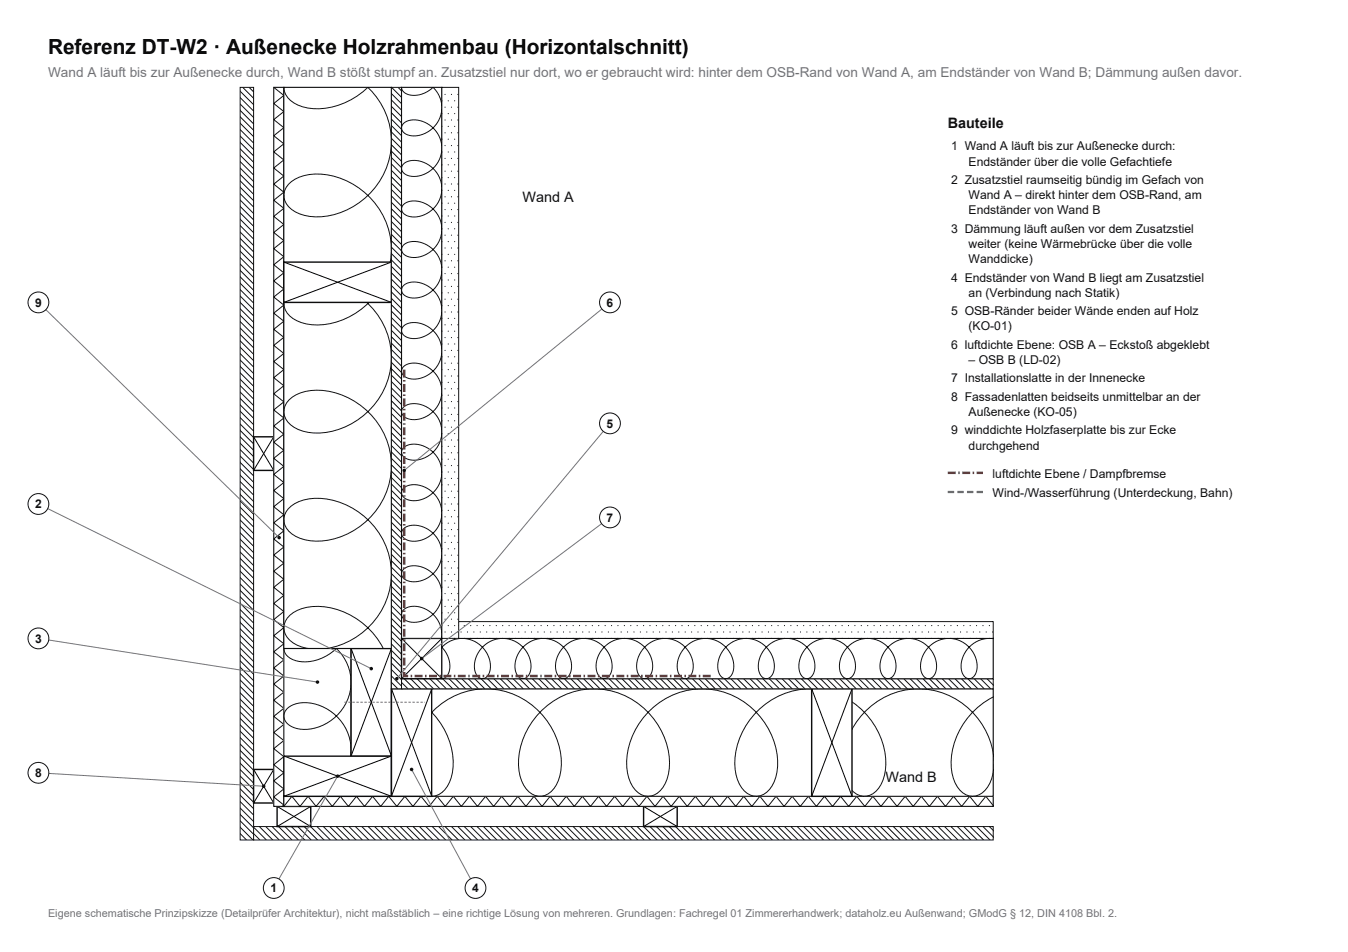 Referenz DT-W2 · Außenecke Holzrahmenbau (Horizontalschnitt)
Wand A läuft bis zur Außenecke durch, Wand B stößt stumpf an. Zusatzstiel nur dort, wo er gebraucht wird: hinter dem OSB-Rand von Wand A, am Endständer von Wand B; Dämmung außen davor.
Bauteile
1 Wand A läuft bis zur Außenecke durch:
Endständer über die volle Gefachtiefe
2 Zusatzstiel raumseitig bündig im Gefach von
Wand A – direkt hinter dem OSB-Rand, am
Endständer von Wand B
3 Dämmung läuft außen vor dem Zusatzstiel
weiter (keine Wärmebrücke über die volle
Wanddicke)
4 Endständer von Wand B liegt am Zusatzstiel
an (Verbindung nach Statik)
5 OSB-Ränder beider Wände enden auf Holz
(KO-01)
6 luftdichte Ebene: OSB A – Eckstoß abgeklebt
– OSB B (LD-02)
7 Installationslatte in der Innenecke
8 Fassadenlatten beidseits unmittelbar an der
Außenecke (KO-05)
9 winddichte Holzfaserplatte bis zur Ecke
durchgehend
luftdichte Ebene / Dampfbremse
Wind-/Wasserführung (Unterdeckung, Bahn)
Wand A
9
6
5
2
7
3
8
Wand B
1
4
Eigene schematische Prinzipskizze (Detailprüfer Architektur), nicht maßstäblich – eine richtige Lösung von mehreren. Grundlagen: Fachregel 01 Zimmererhandwerk; dataholz.eu Außenwand; GModG § 12, DIN 4108 Bbl. 2.